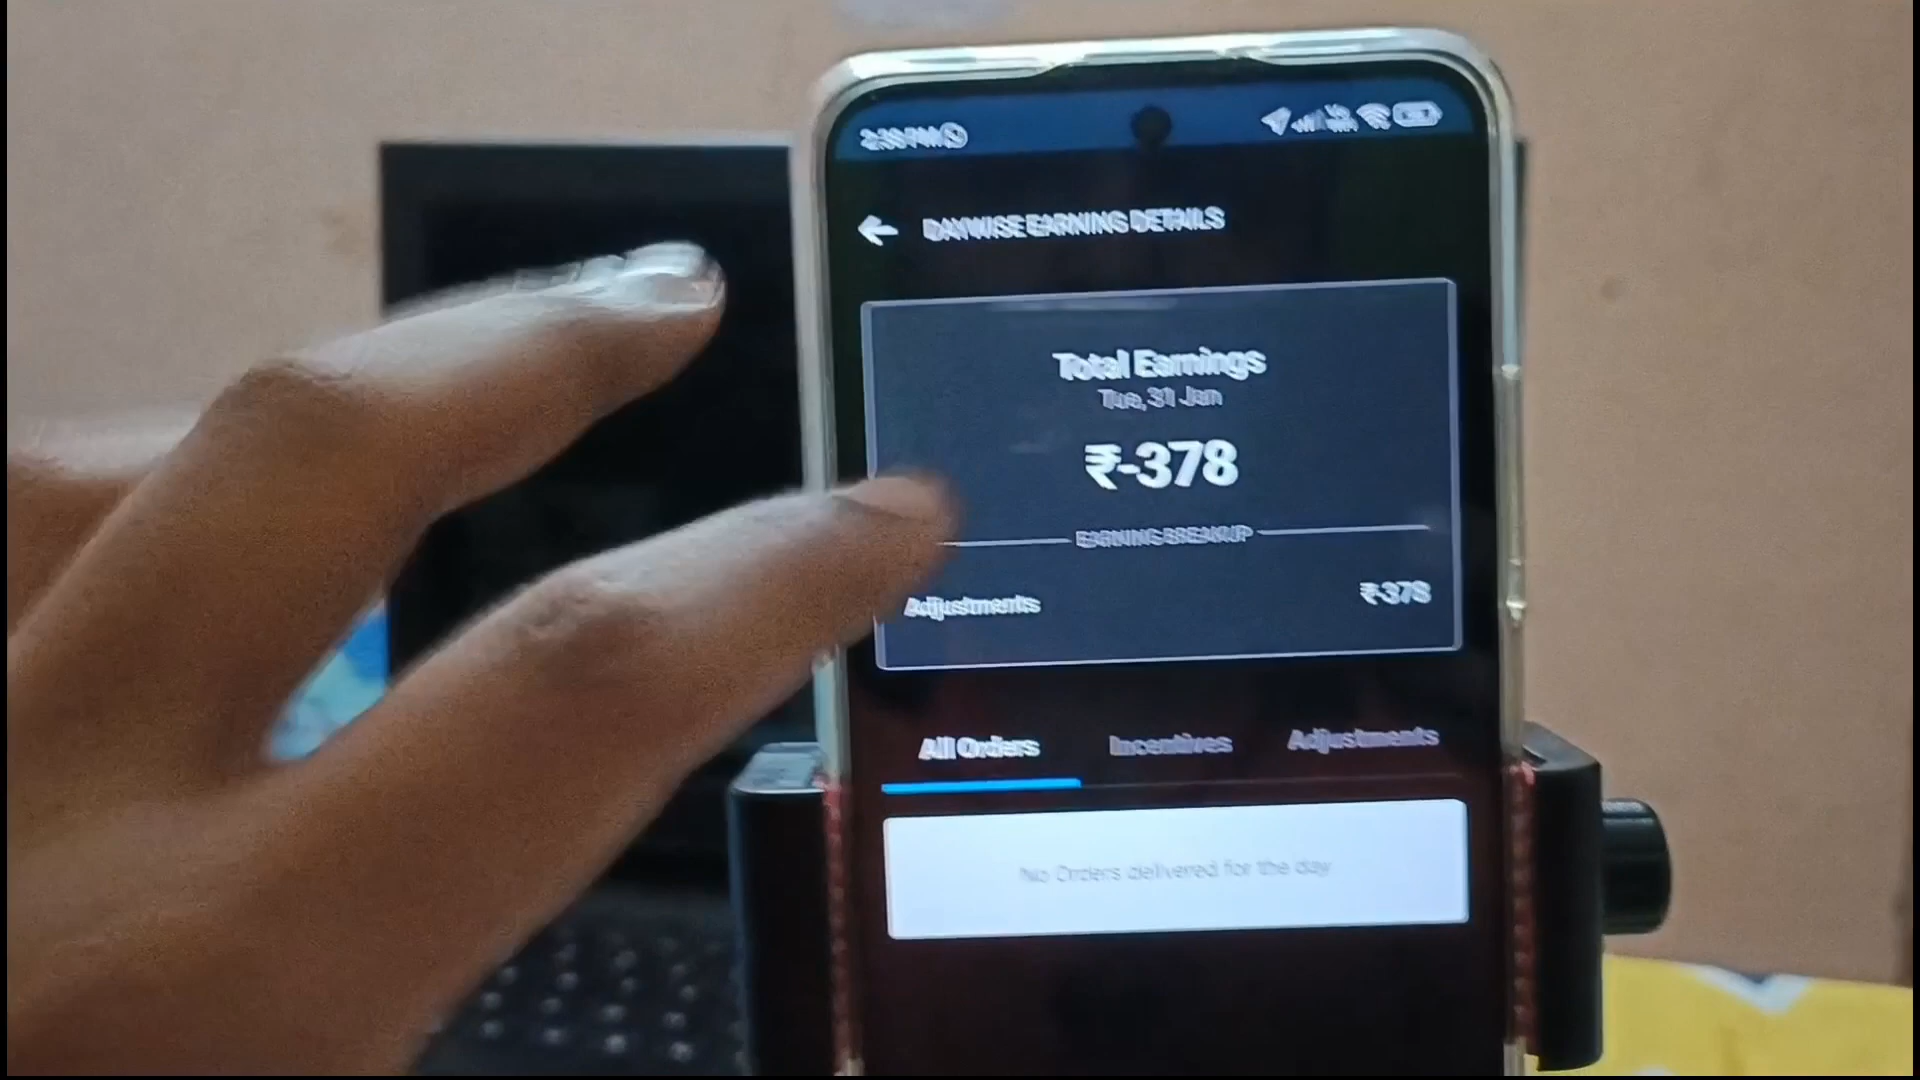 DAYWISE EARNING DETAILS
Total Earnings
Tue, 31 Jan
₹-378
EARNING BREAKUP
Adjustments ₹-378
All Orders Incentives Adjustments
No Orders delivered for the day